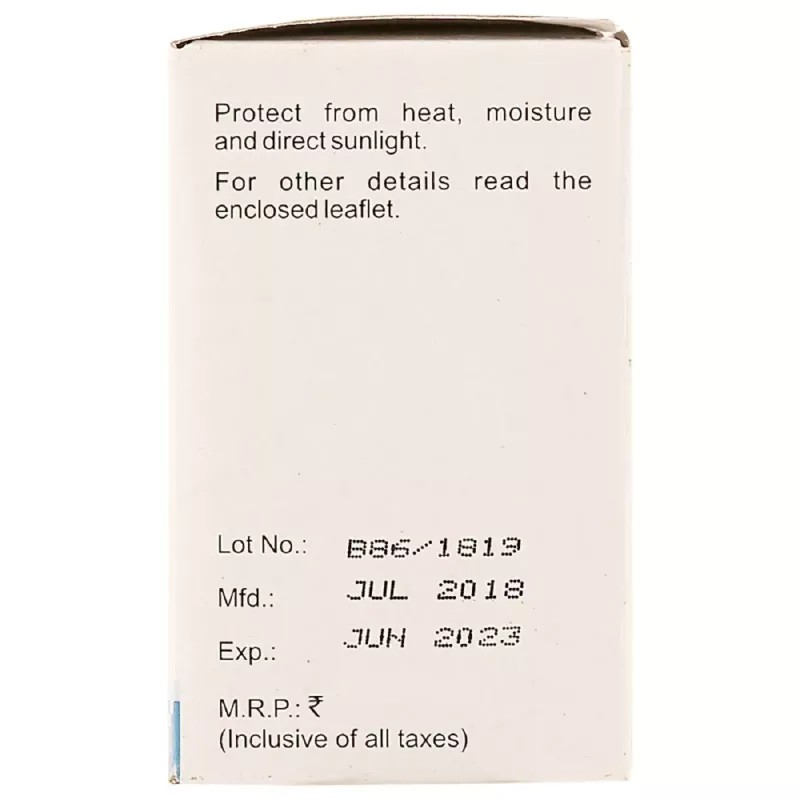 Protect from heat, moisture
and direct sunlight.
For other details read the
enclosed leaflet.
Lot No.: B86/1819
Mfd.: JUL 2018
Exp.: JUN 2023
M.R.P.: ₹
(Inclusive of all taxes)